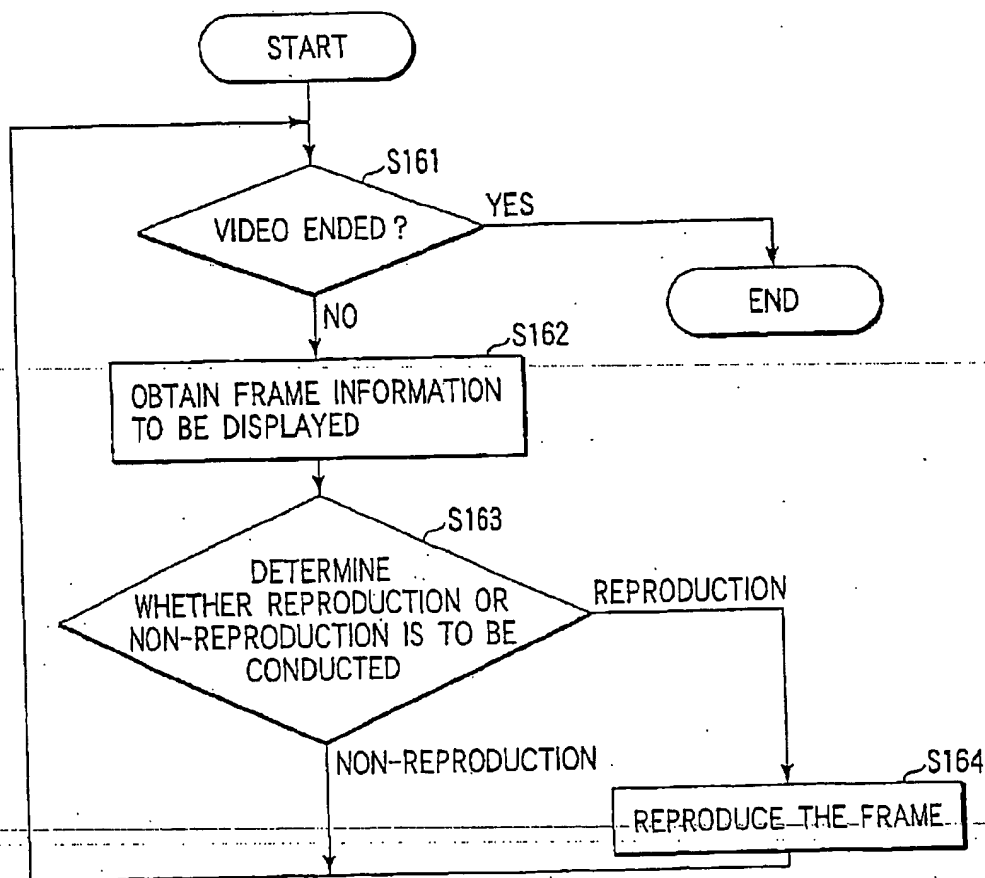 START
S161
VIDEO ENDED?
YES
END
NO
S162
OBTAIN FRAME INFORMATION
TO BE DISPLAYED
S163
DETERMINE
WHETHER REPRODUCTION OR
NON-REPRODUCTION IS TO BE
CONDUCTED
REPRODUCTION
NON-REPRODUCTION
S164
REPRODUCE THE FRAME